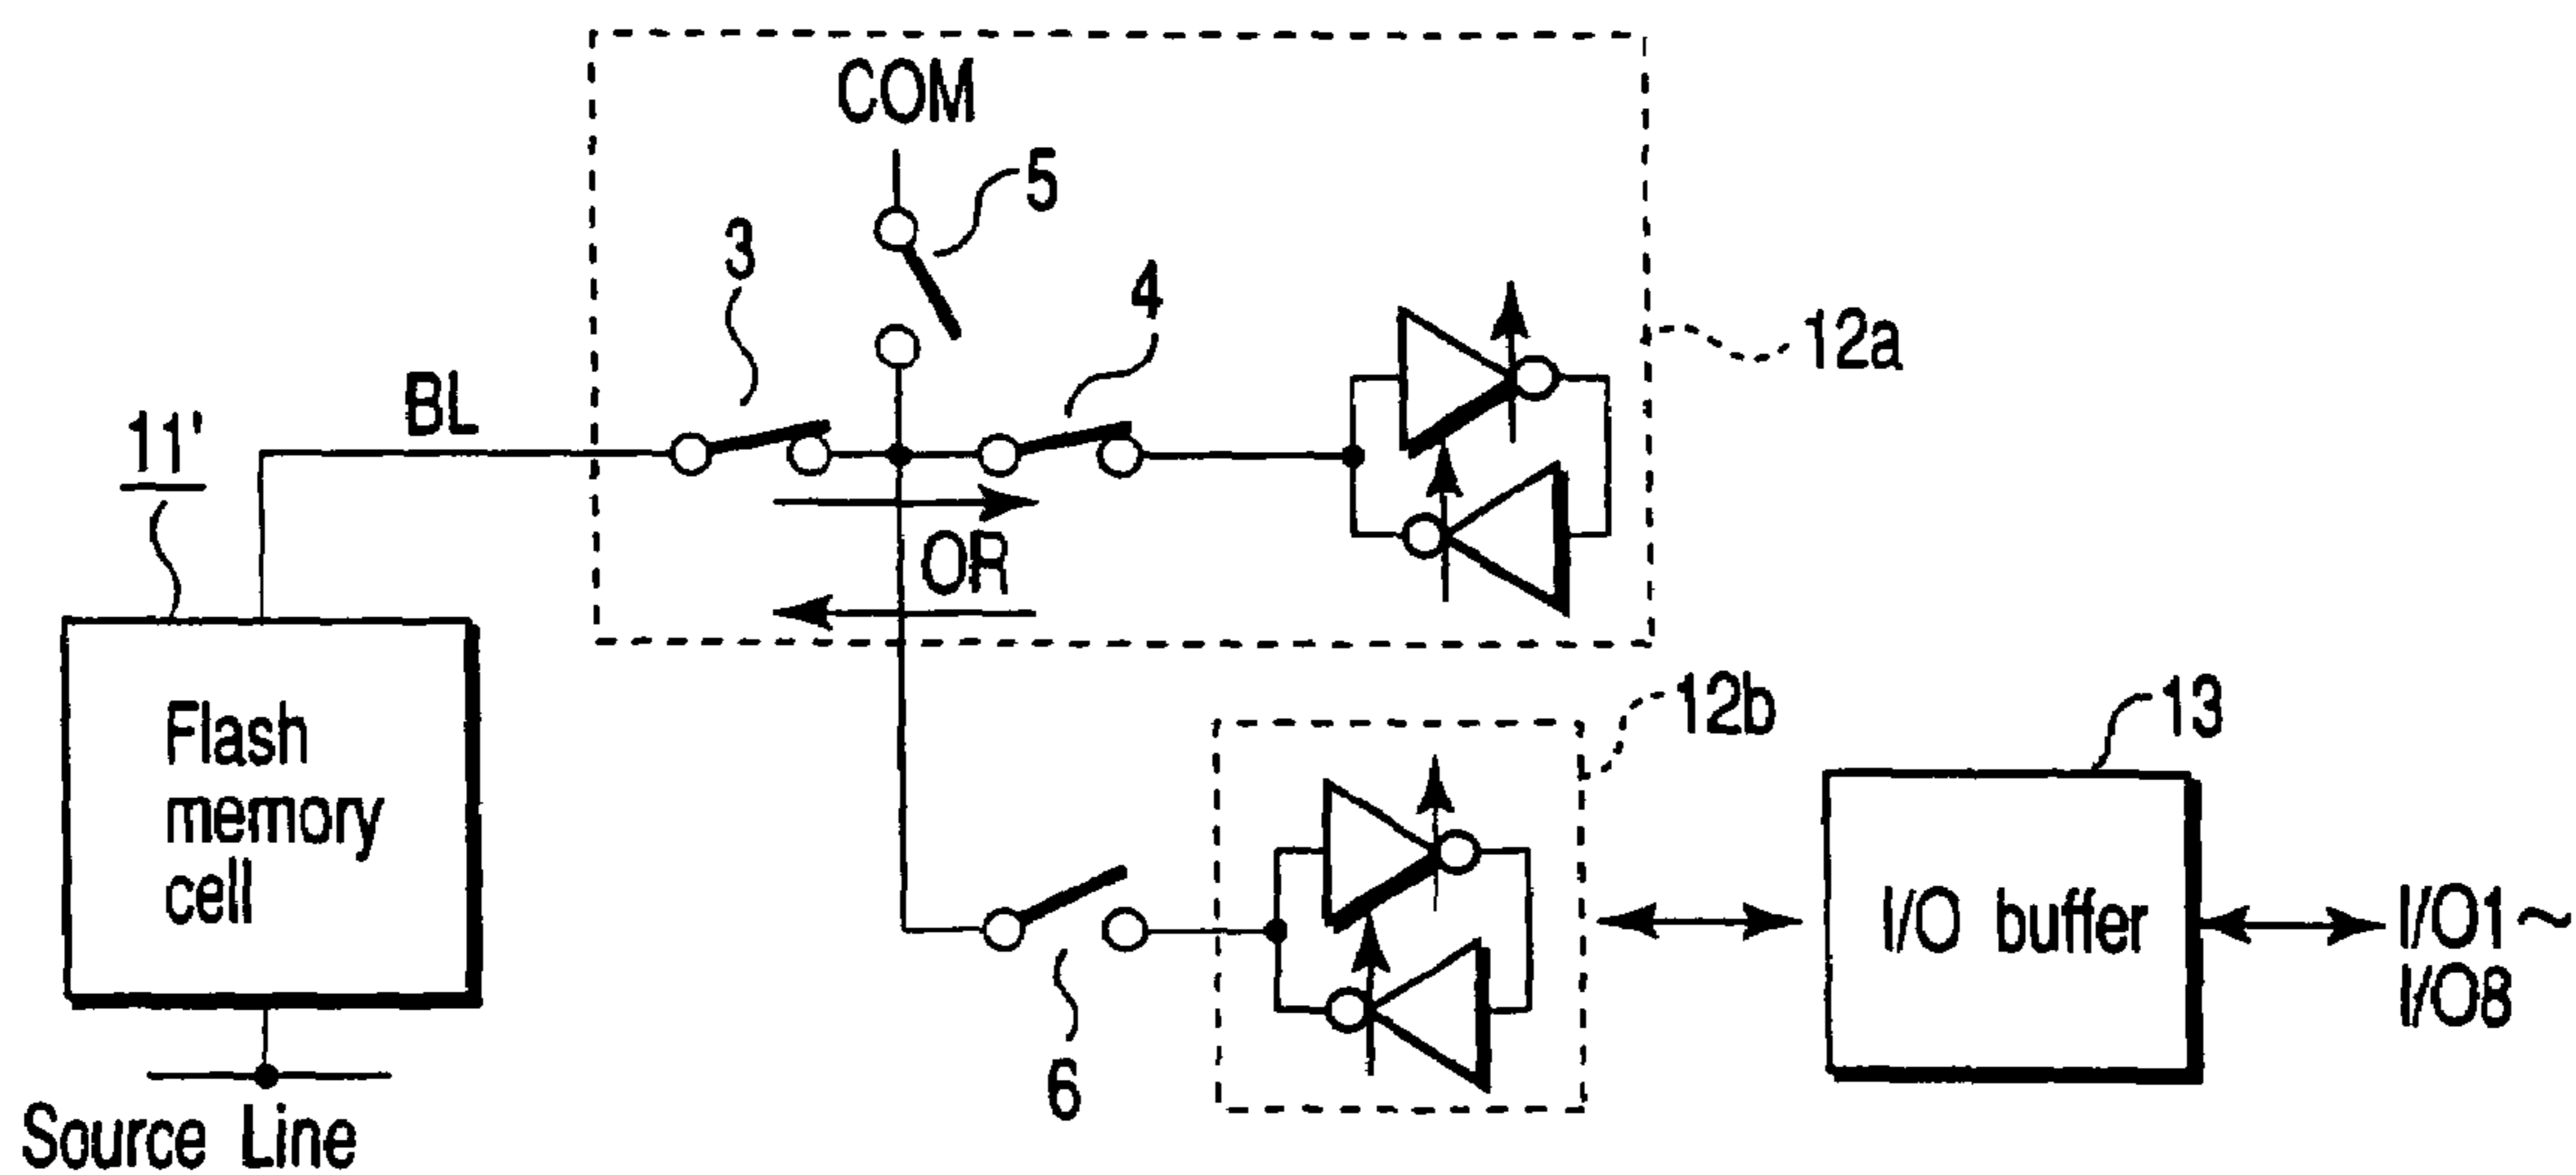 COM
5
3
4
12a
BL
11'
OR
Flash
memory
cell
12b
13
I/O buffer
I/O1~
I/O8
6
Source Line